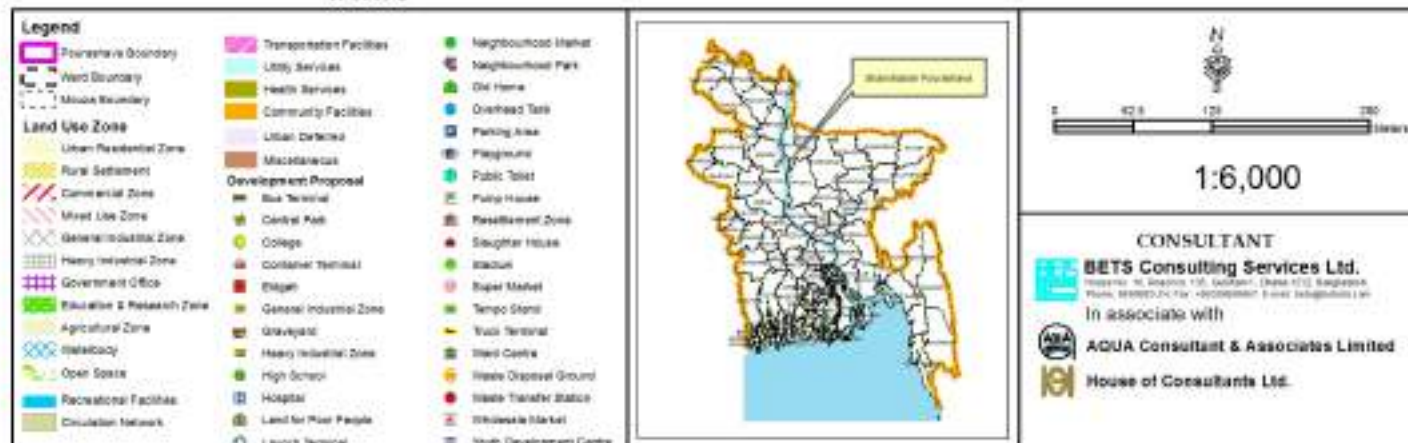 Legend
Pourashava Boundary
Ward Boundary
Mouza Boundary
Land Use Zone
Urban Residential Zone
Rural Settlement
Commercial Zone
Mixed Use Zone
General Industrial Zone
Heavy Industrial Zone
Government Office
Education & Research Zone
Agricultural Zone
Waterbody
Open Space
Recreational Facilities
Circulation Network
Transportation Facilities
Utility Services
Health Services
Community Facilities
Urban Deferred
Miscellaneous
Development Proposal
Bus Terminal
Central Park
College
Container Terminal
Eidgah
General Industrial Zone
Graveyard
Heavy Industrial Zone
High School
Hospital
Land for Poor People
Launch Terminal
Neighbourhood Market
Neighbourhood Park
Old Home
Overhead Tank
Parking Area
Playground
Public Toilet
Pump House
Resettlement Zone
Slaughter House
Stadium
Super Market
Tempo Stand
Truck Terminal
Ward Centre
Waste Disposal Ground
Waste Transfer Station
Wholesale Market
Youth Development Centre
Pourashava
N
0 62.5 125 250
Meters
1:6,000
CONSULTANT
BETS Consulting Services Ltd.
In associate with
AQUA Consultant & Associates Limited
House of Consultants Ltd.